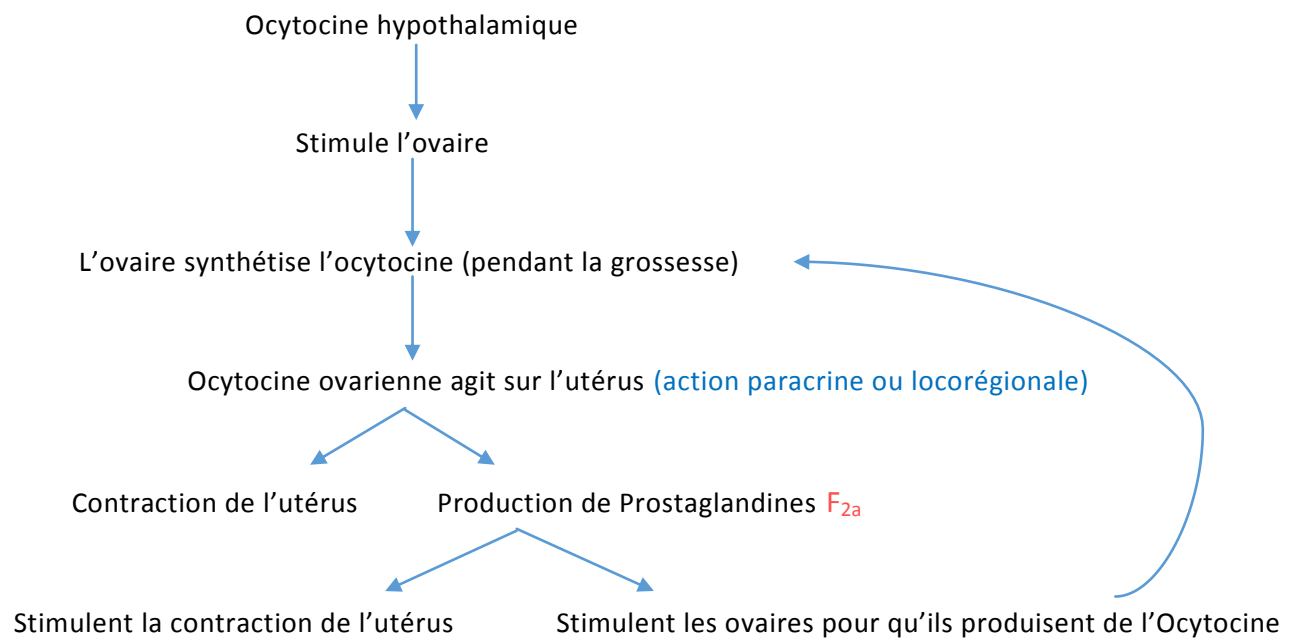 Ocytocine hypothalamique
Stimule l’ovaire
L’ovaire synthétise l’ocytocine (pendant la grossesse)
Ocytocine ovarienne agit sur l’utérus (action paracrine ou locorégionale)
Contraction de l’utérus Production de Prostaglandines F2a
Stimulent la contraction de l’utérus Stimulent les ovaires pour qu’ils produisent de l’Ocytocine